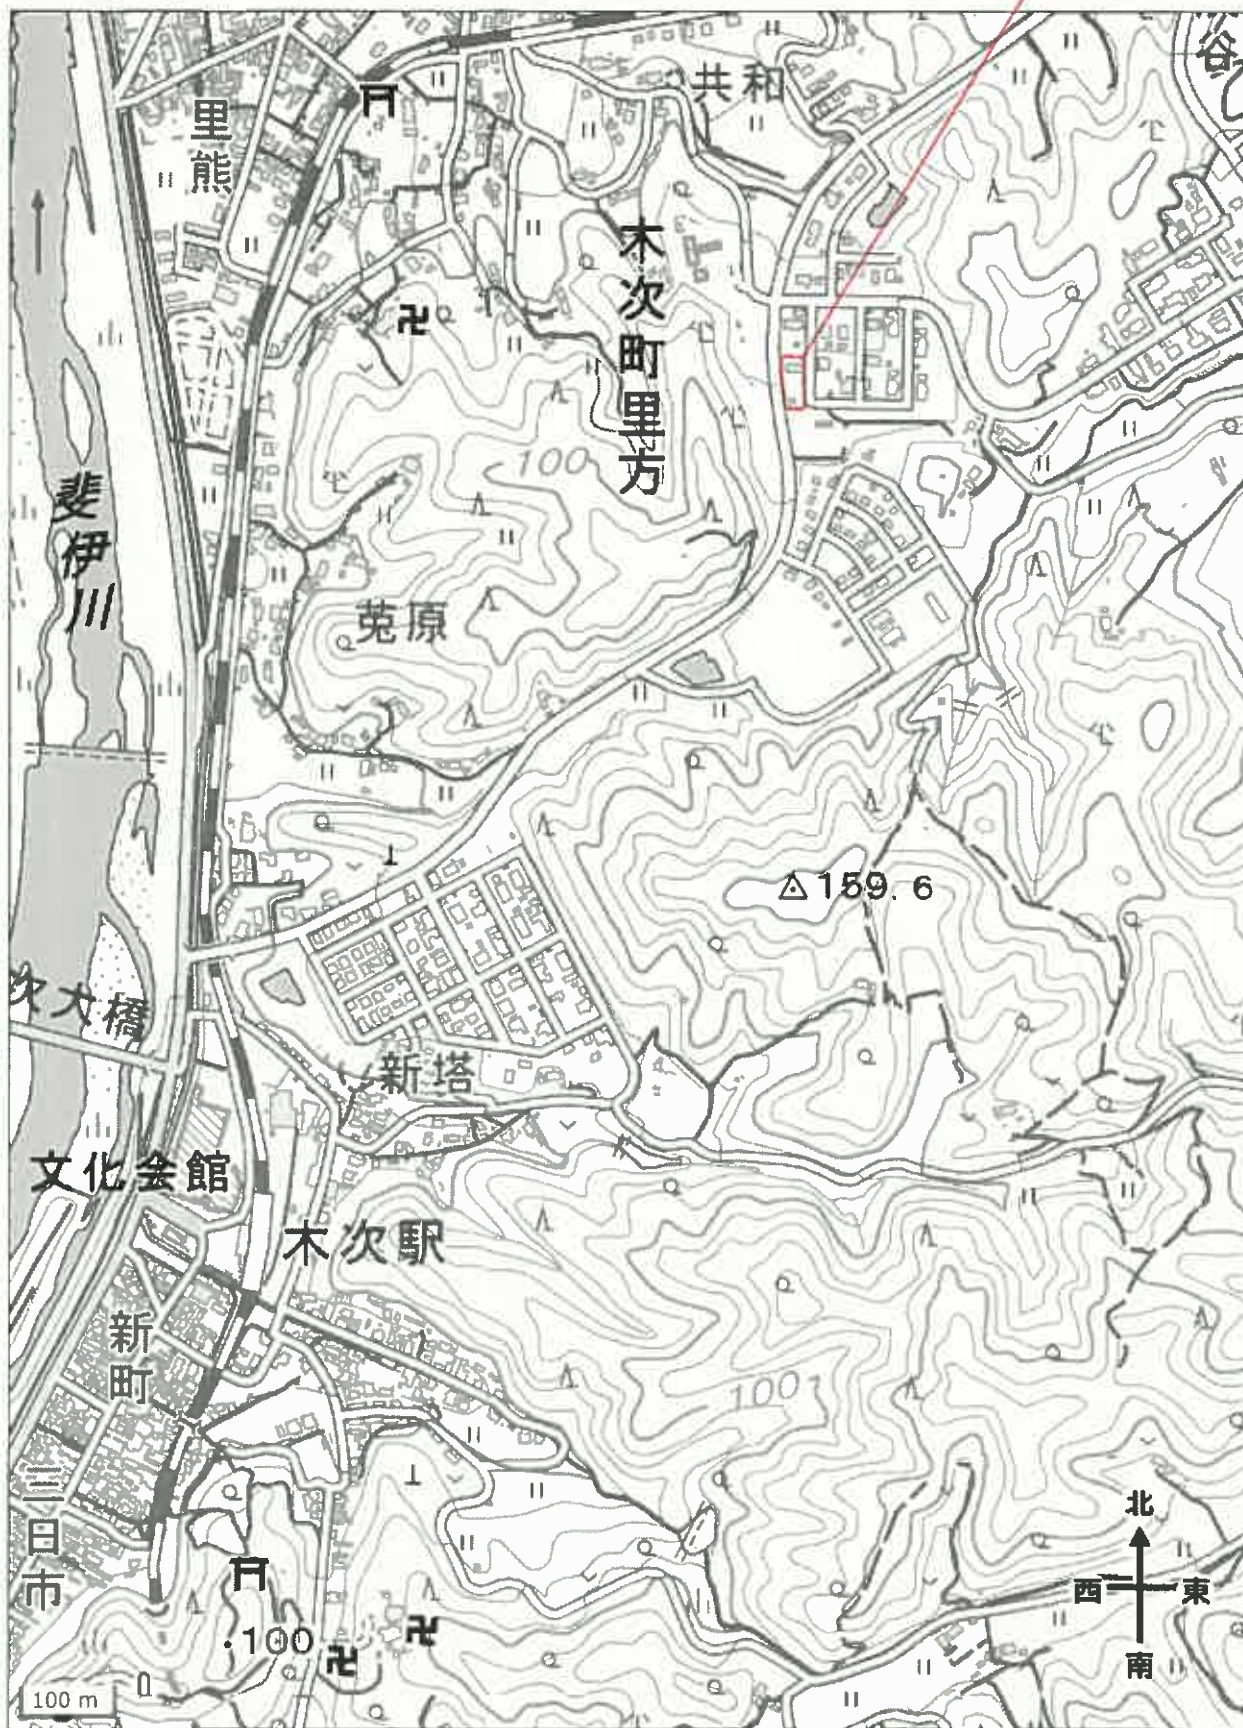 共和
谷
里熊
木次町里方
100
斐伊川
菟原
159.6
次大橋
新塔
文化会館
木次駅
新町
100
三日市
北
西
東
南
・100
100 m